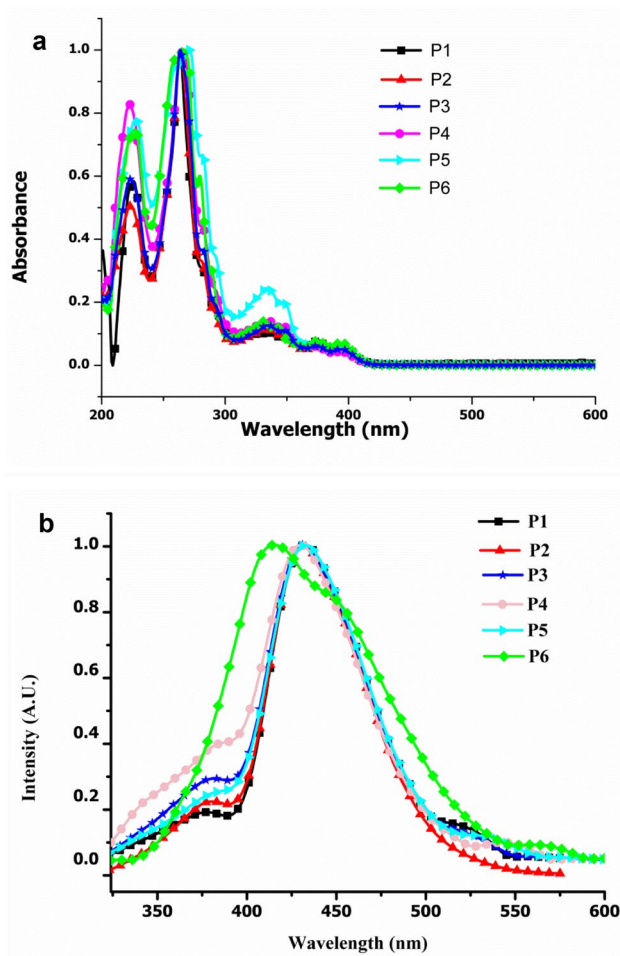 a
P1
P2
P3
P4
P5
P6
Absorbance
1.0
0.8
0.6
0.4
0.2
0.0
200 300 400 500 600
Wavelength (nm)
b
P1
P2
P3
P4
P5
P6
Intensity (A.U.)
1.0
0.8
0.6
0.4
0.2
0.0
350 400 450 500 550 600
Wavelength (nm)